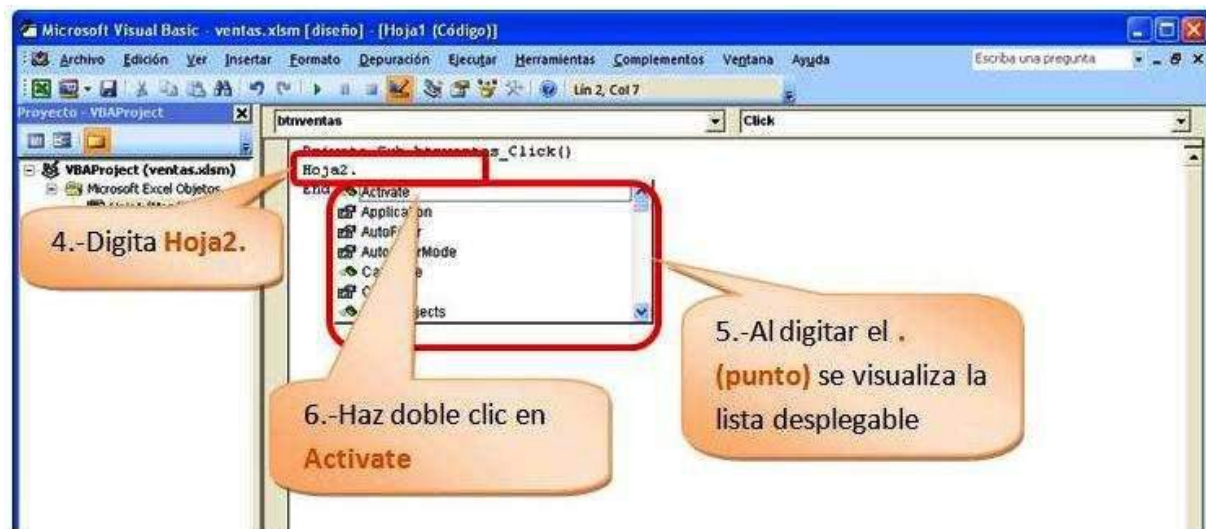 Microsoft Visual Basic - ventas.xlsm [diseño] - [Hoja1 (Código)]
Archivo Edición Ver Insertar Formato Depuración Ejecutar Herramientas Complementos Ventana Ayuda Escriba una pregunta
Lín 2, Col 7
Proyecto - VBAProject
btnventas Click
Private Sub btnventas_Click()
VBAProject (ventas.xlsm)
Hoja2.
Microsoft Excel Objetos
End
Activate
Application
4.-Digita Hoja2.
5.-Al digitar el .
(punto) se visualiza la
lista desplegable
6.-Haz doble clic en
Activate